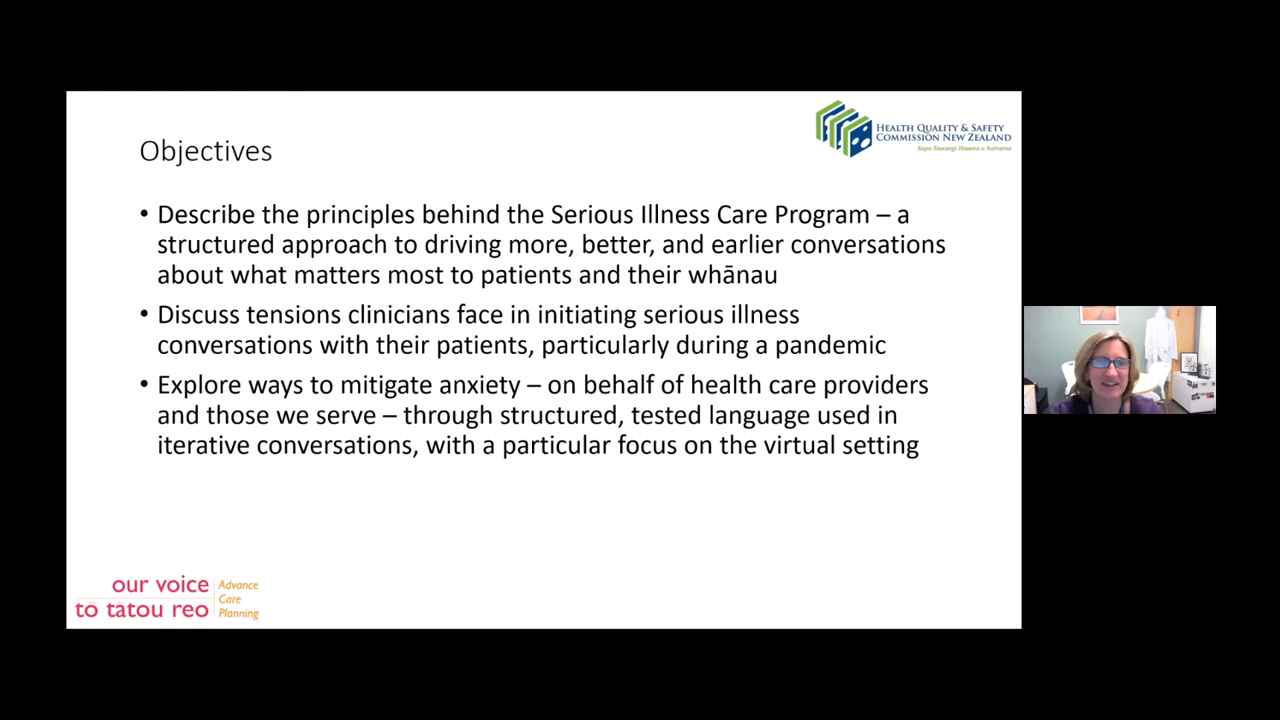 HEALTH QUALITY & SAFETY
COMMISSION NEW ZEALAND
Kupu Taurangi Hauora o Aotearoa
Objectives
• Describe the principles behind the Serious Illness Care Program – a
structured approach to driving more, better, and earlier conversations
about what matters most to patients and their whānau
• Discuss tensions clinicians face in initiating serious illness
conversations with their patients, particularly during a pandemic
• Explore ways to mitigate anxiety – on behalf of health care providers
and those we serve – through structured, tested language used in
iterative conversations, with a particular focus on the virtual setting
our voice
tō tātou reo
Advance
Care
Planning